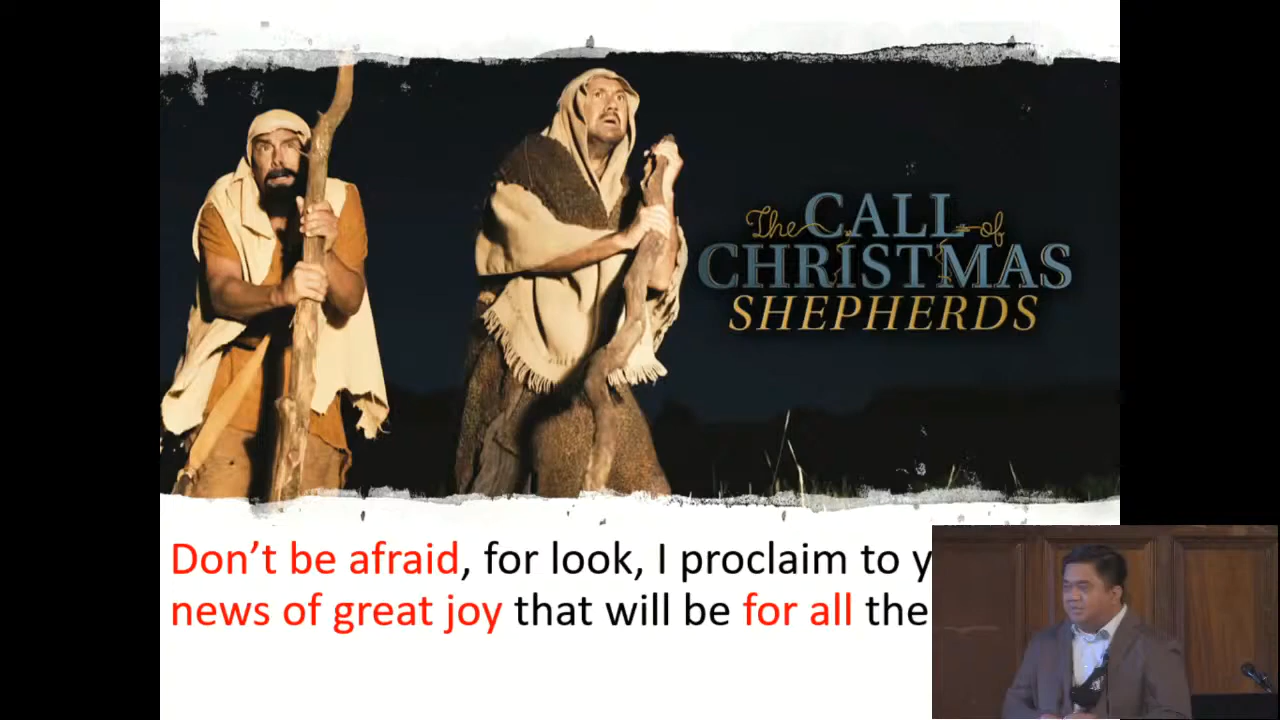 The CALL of
CHRISTMAS
SHEPHERDS
Don’t be afraid, for look, I proclaim to y
news of great joy that will be for all the